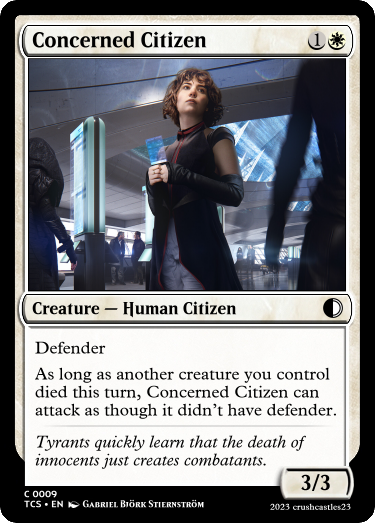 Concerned Citizen 1
Creature — Human Citizen
Defender
As long as another creature you control
died this turn, Concerned Citizen can
attack as though it didn't have defender.
Tyrants quickly learn that the death of
innocents just creates combatants.
3/3
C 0009
TCS • EN Gabriel Björk Stiernström
2023 crushcastles23